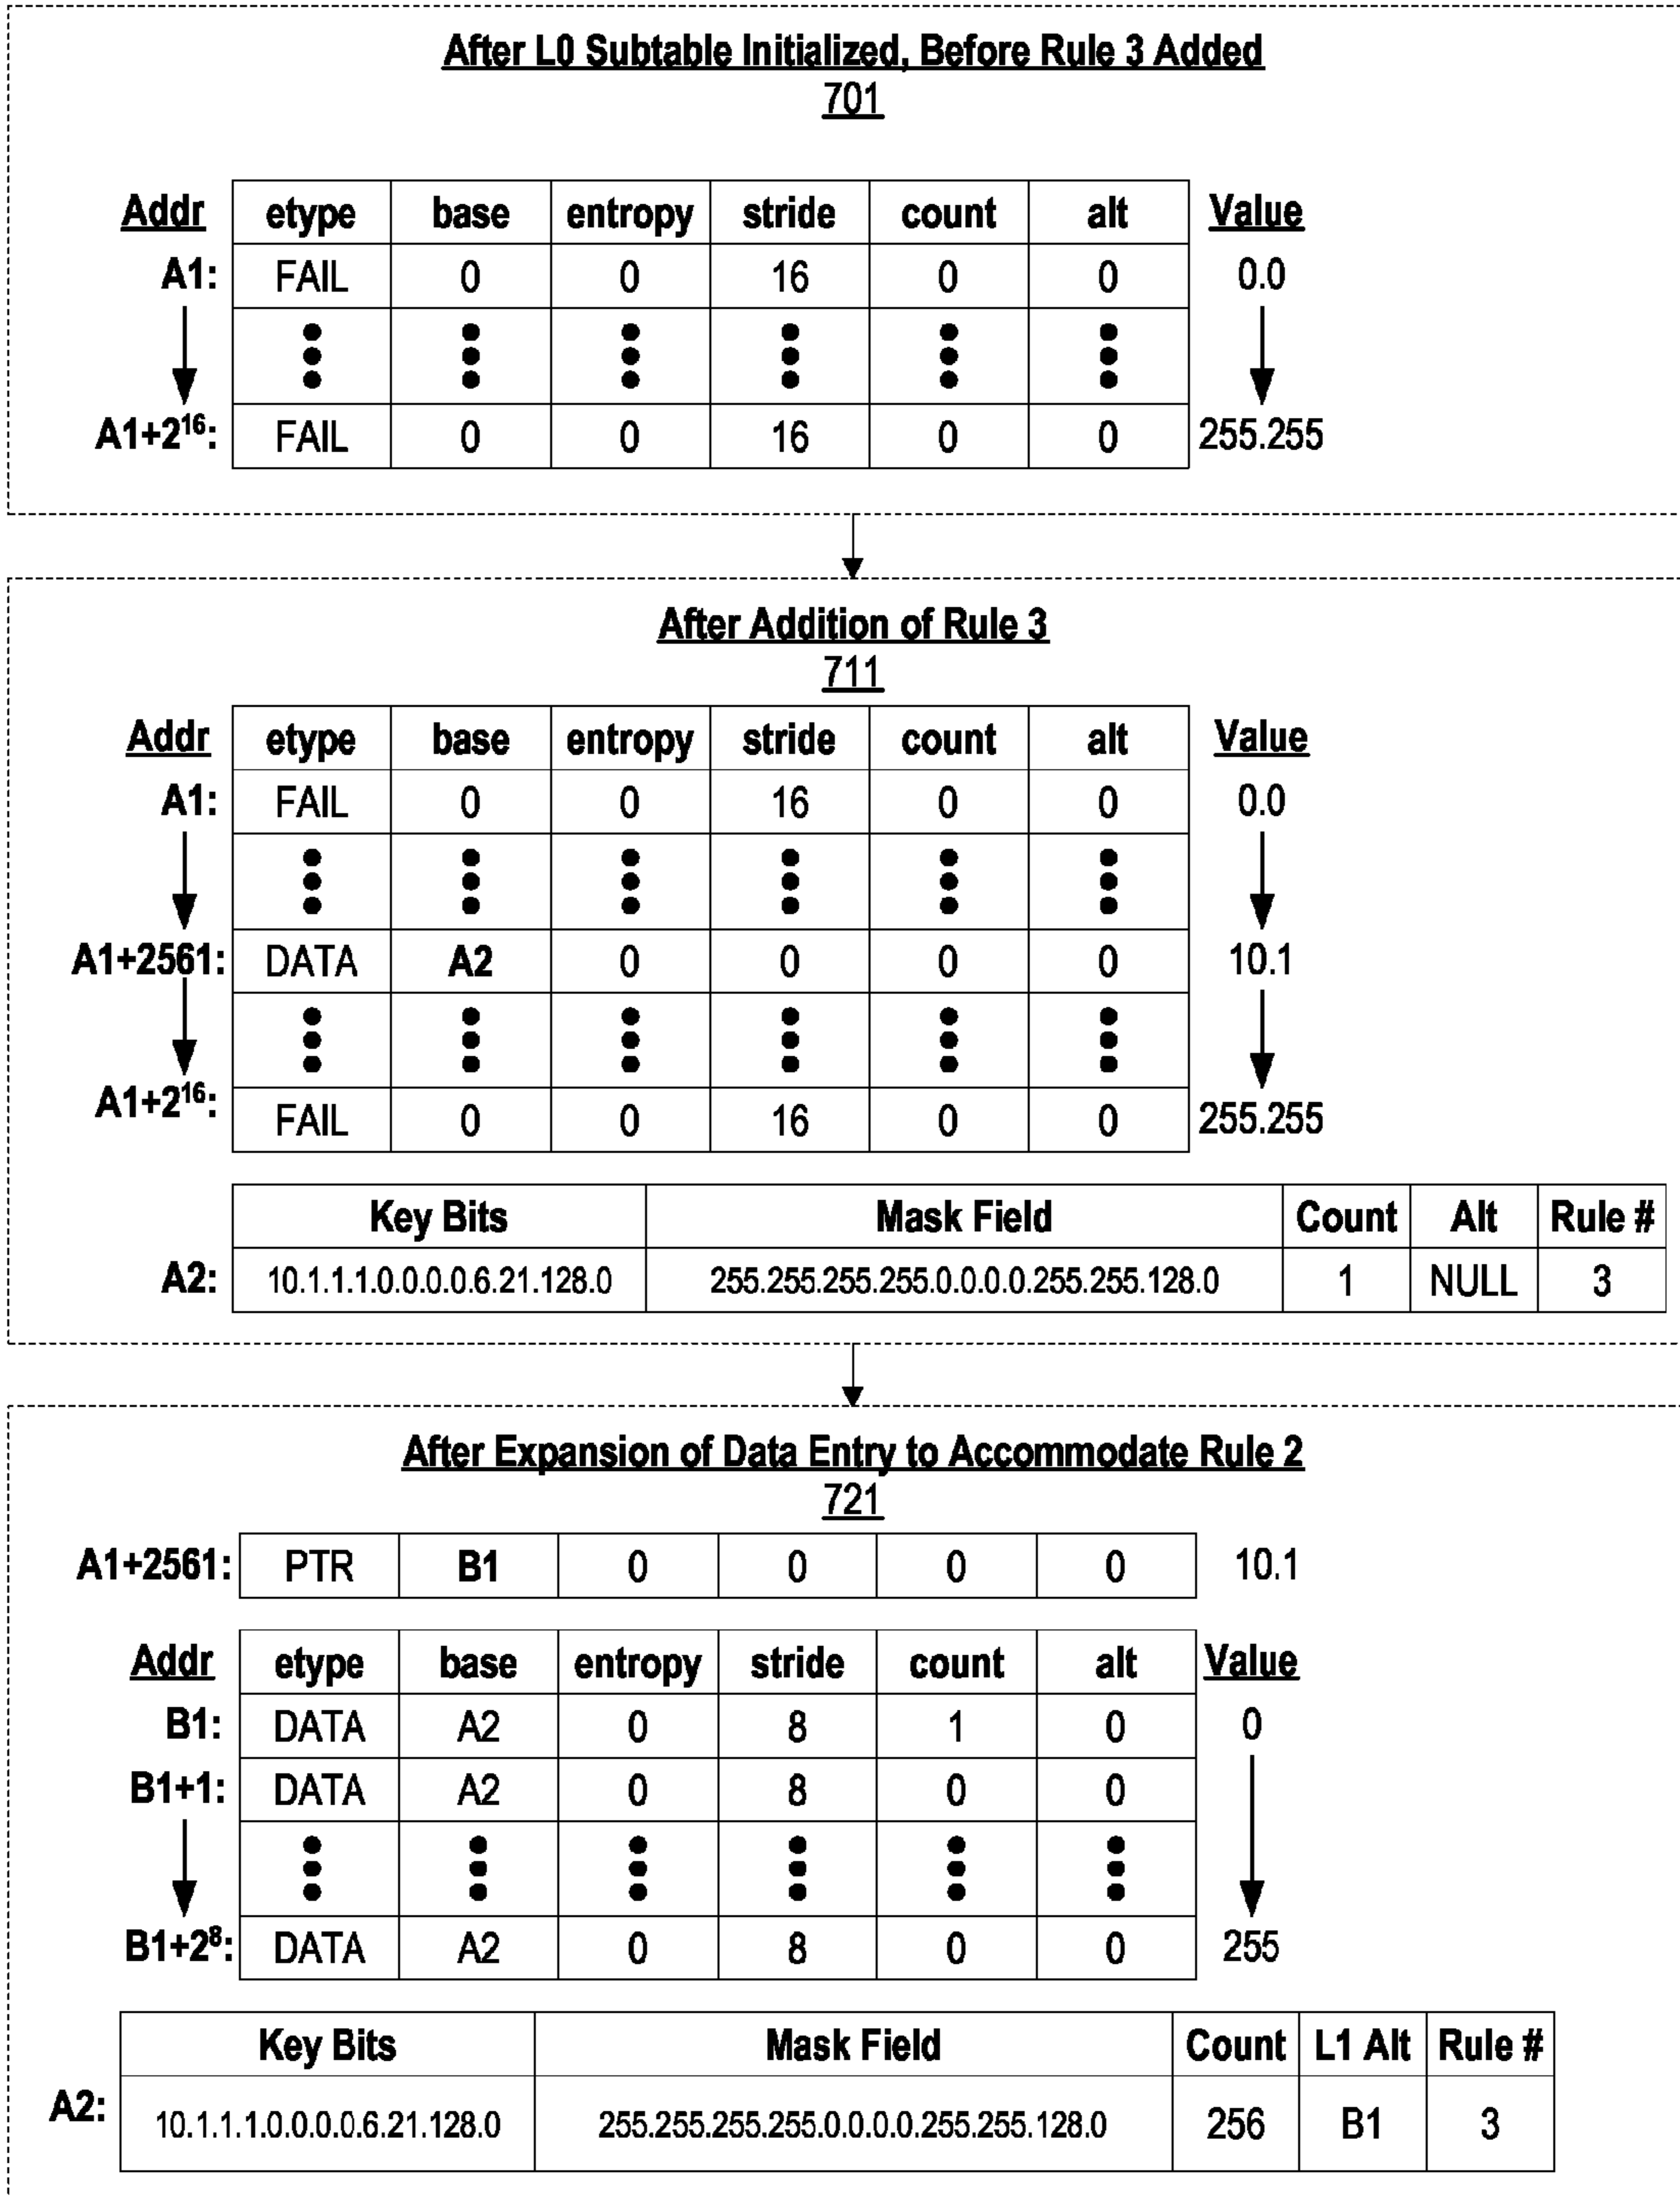 After L0 Subtable Initialized, Before Rule 3 Added
701
Addr etype base entropy stride count alt Value
A1: FAIL 0 0 16 0 0 0.0
A1+2¹⁶: FAIL 0 0 16 0 0 255.255
After Addition of Rule 3
711
Addr etype base entropy stride count alt Value
A1: FAIL 0 0 16 0 0 0.0
A1+2561: DATA A2 0 0 0 0 10.1
A1+2¹⁶: FAIL 0 0 16 0 0 255.255
Key Bits Mask Field Count Alt Rule #
A2: 10.1.1.1.0.0.0.0.6.21.128.0 255.255.255.255.0.0.0.0.255.255.128.0 1 NULL 3
After Expansion of Data Entry to Accommodate Rule 2
721
A1+2561: PTR B1 0 0 0 0 10.1
Addr etype base entropy stride count alt Value
B1: DATA A2 0 8 1 0 0
B1+1: DATA A2 0 8 0 0
B1+2⁸: DATA A2 0 8 0 0 255
Key Bits Mask Field Count L1 Alt Rule #
A2: 10.1.1.1.0.0.0.0.6.21.128.0 255.255.255.255.0.0.0.0.255.255.128.0 256 B1 3